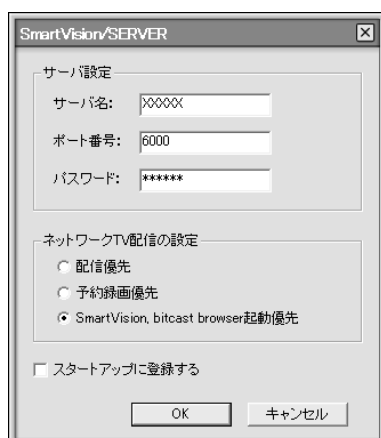 SmartVision/SERVER
サーバ設定
サーバ名: XXXXX
ポート番号: 6000
パスワード: ******
ネットワークTV配信の設定
配信優先
予約録画優先
SmartVision, bitcast browser起動優先
スタートアップに登録する
OK キャンセル